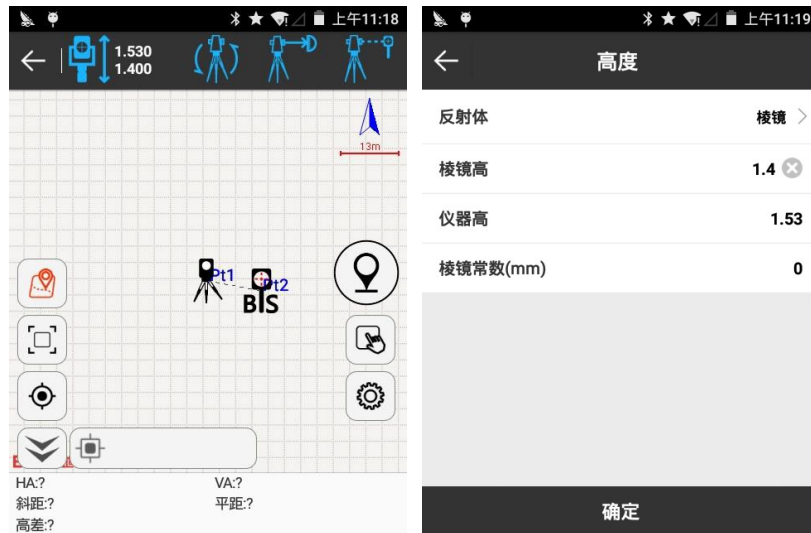 上午11:18
1.530
1.400
13m
Pt1
Pt2
BIS
HA:?
VA:?
斜距:?
平距:?
高差:?
上午11:19
高度
反射体
棱镜
棱镜高
1.4
仪器高
1.53
棱镜常数(mm)
0
确定